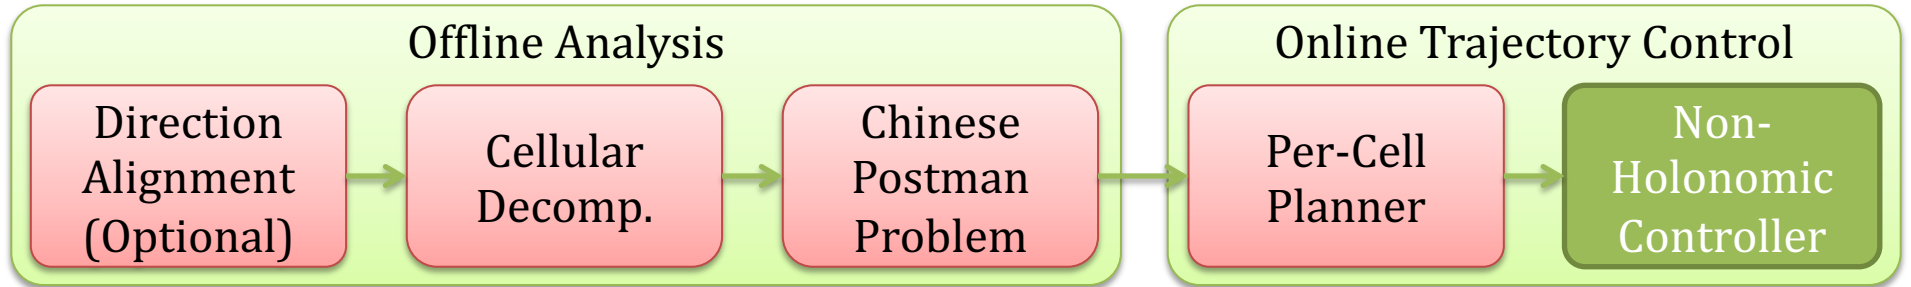 Offline Analysis
Direction
Alignment
(Optional)
Cellular
Decomp.
Chinese
Postman
Problem
Online Trajectory Control
Per-Cell
Planner
Non-
Holonomic
Controller